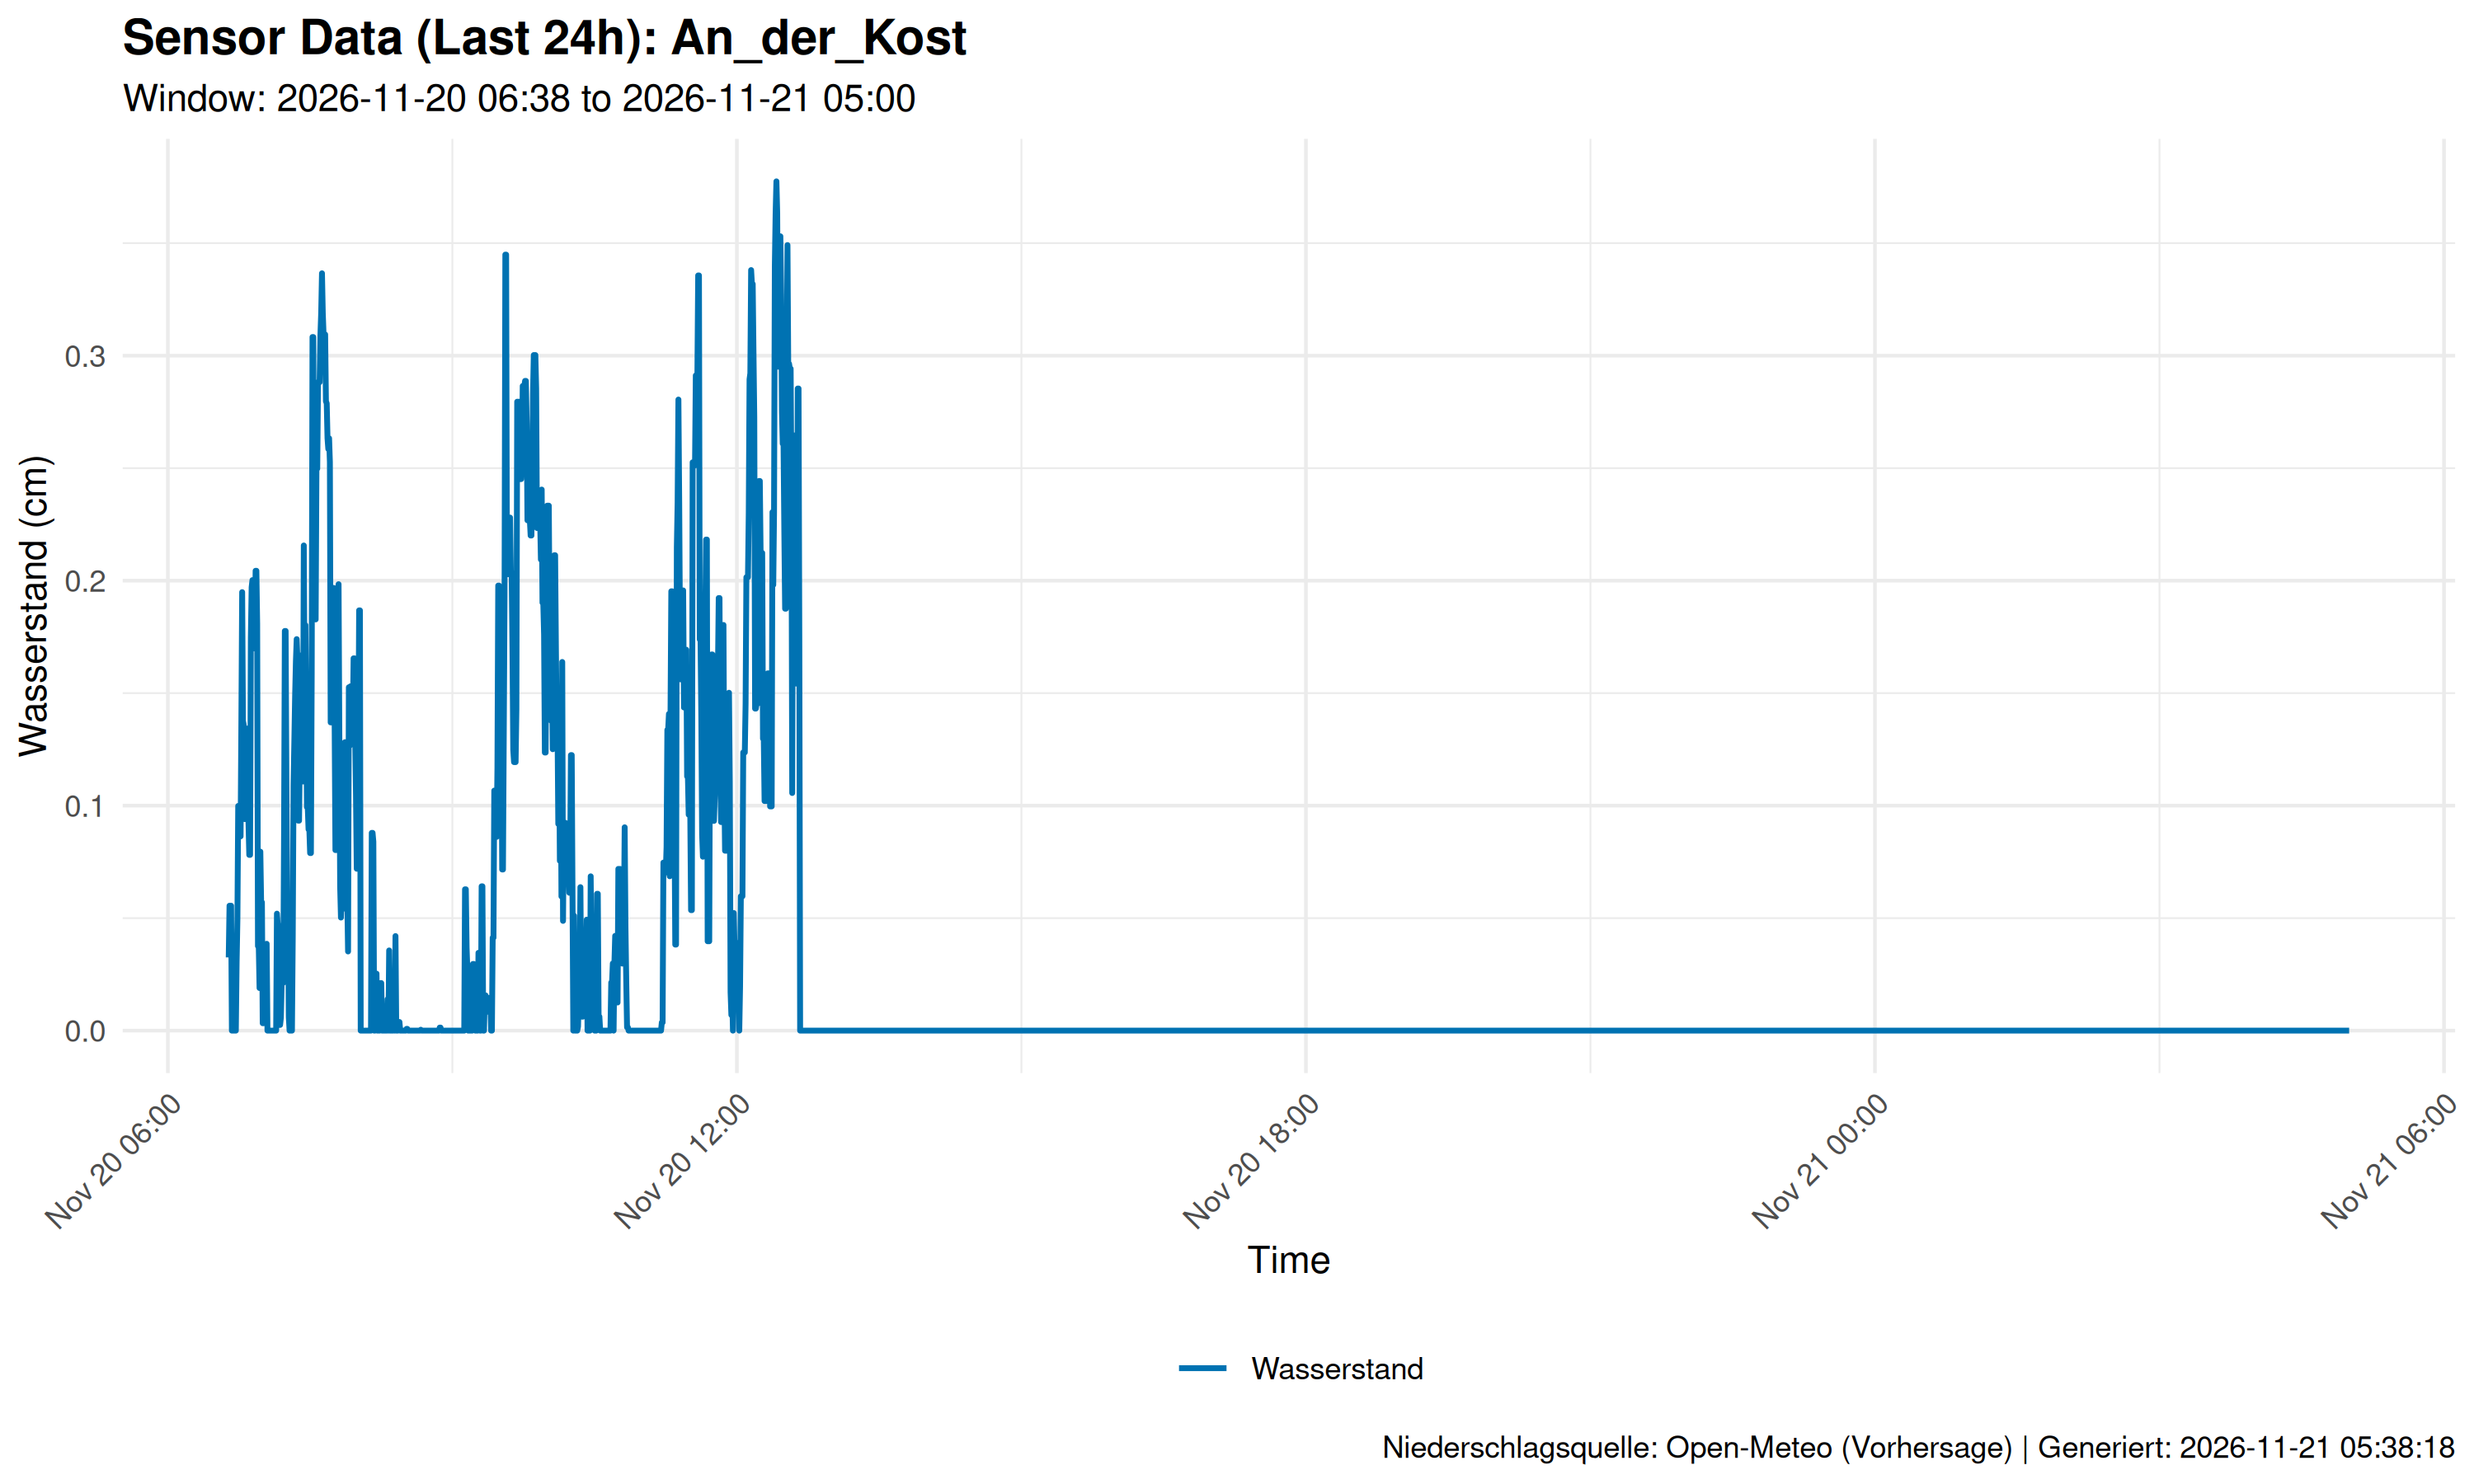 Sensor Data (Last 24h): An_der_Kost
Window: 2026-11-20 06:38 to 2026-11-21 05:00
Wasserstand (cm)
0.3
0.2
0.1
0.0
Nov 20 06:00
Nov 20 12:00
Nov 20 18:00
Nov 21 00:00
Nov 21 06:00
Time
Wasserstand
Niederschlagsquelle: Open-Meteo (Vorhersage) | Generiert: 2026-11-21 05:38:18